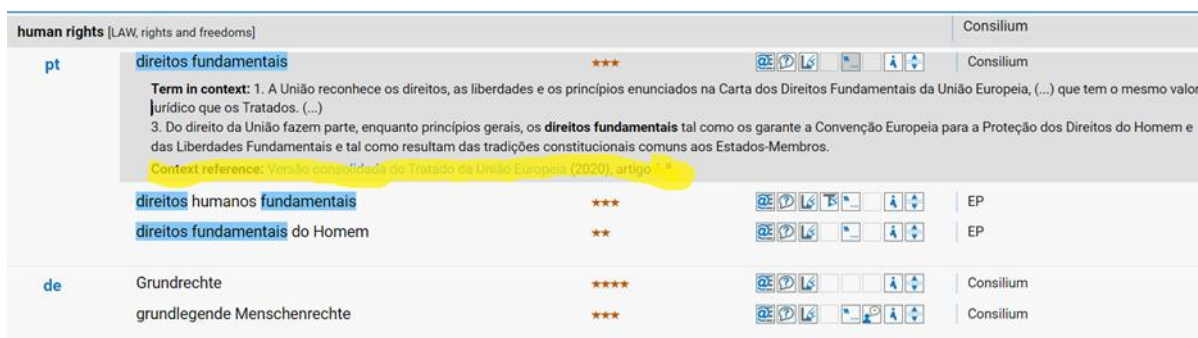 human rights [LAW, rights and freedoms] Consilium
pt direitos fundamentais ★★★ Consilium
Term in context: 1. A União reconhece os direitos, as liberdades e os princípios enunciados na Carta dos Direitos Fundamentais da União Europeia, (...) que tem o mesmo valor
jurídico que os Tratados. (...)
3. Do direito da União fazem parte, enquanto princípios gerais, os direitos fundamentais tal como os garante a Convenção Europeia para a Proteção dos Direitos do Homem e
das Liberdades Fundamentais e tal como resultam das tradições constitucionais comuns aos Estados-Membros.
Context reference: Versão consolidada do Tratado da União Europeia (2020), artigo
direitos humanos fundamentais ★★★ EP
direitos fundamentais do Homem ★★ EP
de Grundrechte ★★★★ Consilium
grundlegende Menschenrechte ★★★ Consilium